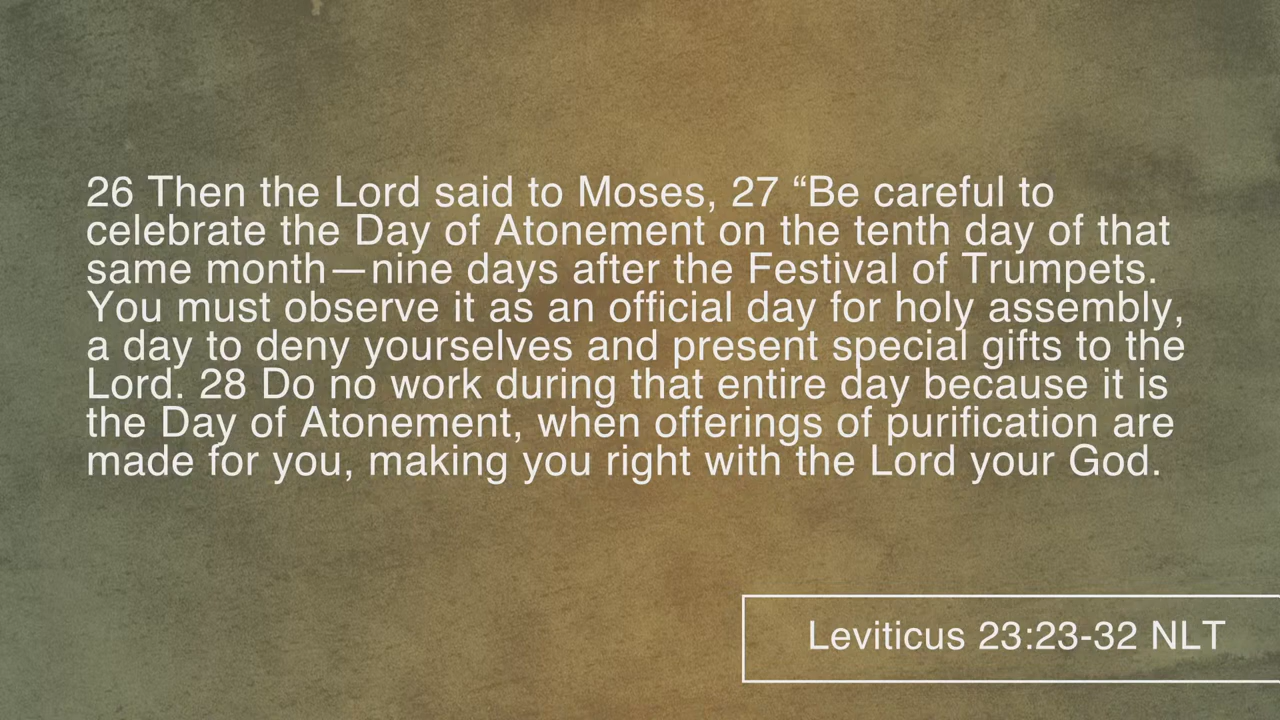 26 Then the Lord said to Moses, 27 “Be careful to
celebrate the Day of Atonement on the tenth day of that
same month—nine days after the Festival of Trumpets.
You must observe it as an official day for holy assembly,
a day to deny yourselves and present special gifts to the
Lord. 28 Do no work during that entire day because it is
the Day of Atonement, when offerings of purification are
made for you, making you right with the Lord your God.
Leviticus 23:23-32 NLT